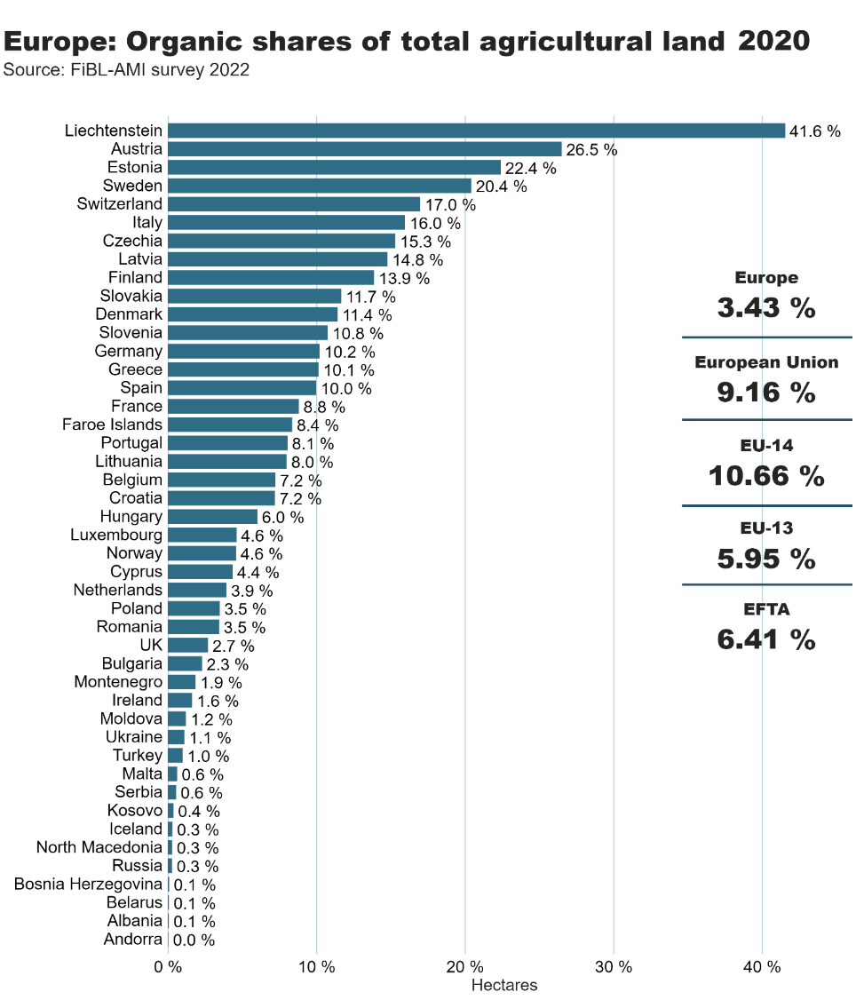 Europe: Organic shares of total agricultural land 2020
Source: FiBL-AMI survey 2022
Liechtenstein 41.6 %
Austria 26.5 %
Estonia 22.4 %
Sweden 20.4 %
Switzerland 17.0 %
Italy 16.0 %
Czechia 15.3 %
Latvia 14.8 %
Finland 13.9 %
Slovakia 11.7 %
Denmark 11.4 %
Slovenia 10.8 %
Germany 10.2 %
Greece 10.1 %
Spain 10.0 %
France 8.8 %
Faroe Islands 8.4 %
Portugal 8.1 %
Lithuania 8.0 %
Belgium 7.2 %
Croatia 7.2 %
Hungary 6.0 %
Luxembourg 4.6 %
Norway 4.6 %
Cyprus 4.4 %
Netherlands 3.9 %
Poland 3.5 %
Romania 3.5 %
UK 2.7 %
Bulgaria 2.3 %
Montenegro 1.9 %
Ireland 1.6 %
Moldova 1.2 %
Ukraine 1.1 %
Turkey 1.0 %
Malta 0.6 %
Serbia 0.6 %
Kosovo 0.4 %
Iceland 0.3 %
North Macedonia 0.3 %
Russia 0.3 %
Bosnia Herzegovina 0.1 %
Belarus 0.1 %
Albania 0.1 %
Andorra 0.0 %
0 % 10 % 20 % 30 % 40 %
Hectares
Europe
3.43 %
European Union
9.16 %
EU-14
10.66 %
EU-13
5.95 %
EFTA
6.41 %